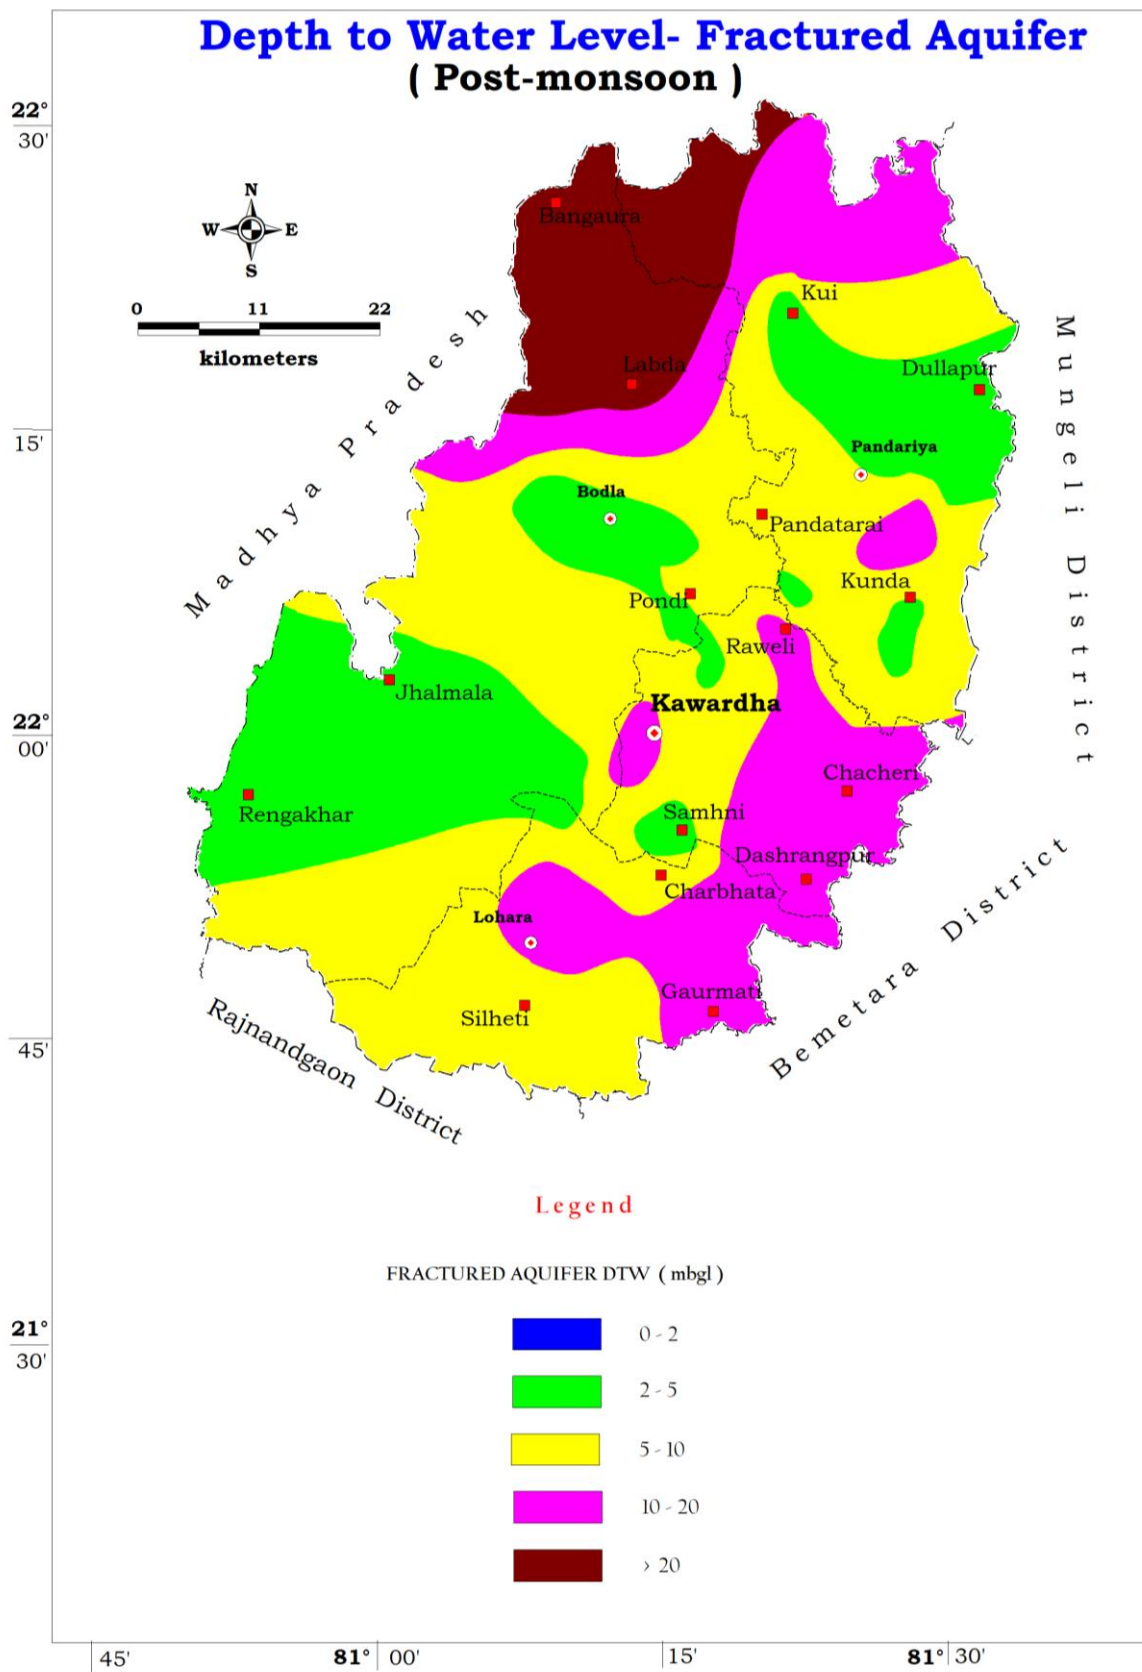 Depth to Water Level- Fractured Aquifer
( Post-monsoon )
22°
30'
N
W E
S
0 11 22
kilometers
Bangaura
Kui
Labda
Dullapur
Madhya Pradesh
Mungeli District
15'
Pandariya
Bodla
Pandatarai
Kunda
Pondi
Raweli
Jhalmala
Kawardha
22°
00'
Chacheri
Rengakhar
Samhni
Dashrangpur
Charbhata
Lohara
Gaurmati
Silheti
Bemetara District
Rajnandgaon District
45'
Legend
FRACTURED AQUIFER DTW ( mbgl )
0 - 2
2 - 5
5 - 10
10 - 20
> 20
21°
30'
45' 81° 00' 15' 81° 30'